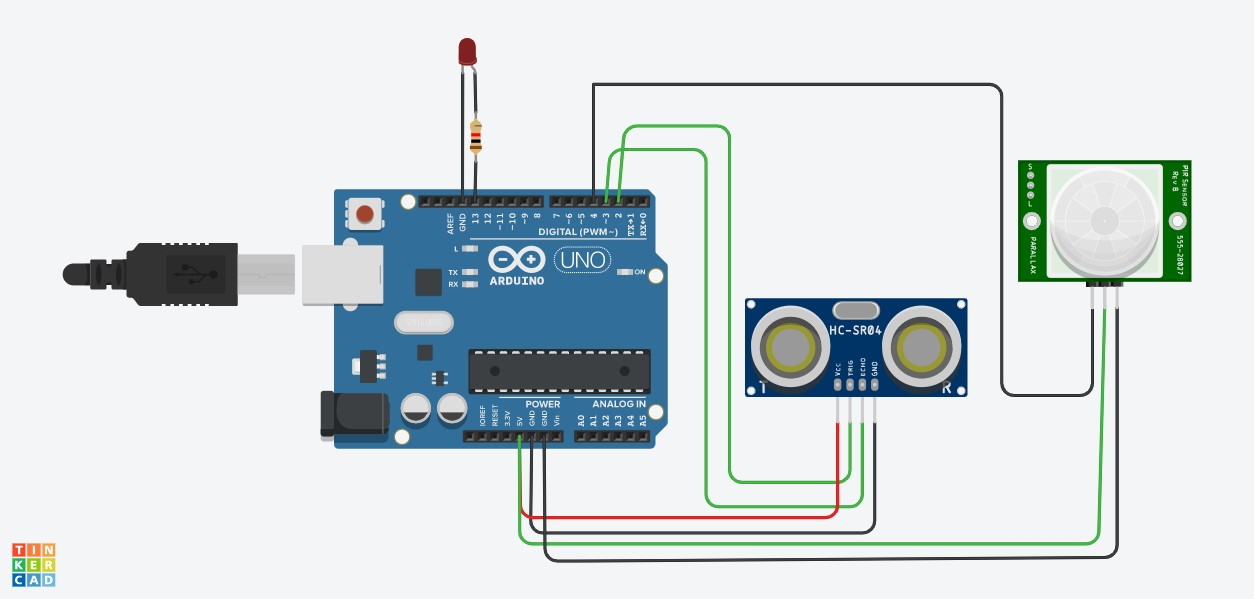 AREF
GND
13
12
~11
~10
~9
8
7
~6
~5
4
~3
2
TX→1
RX←0
DIGITAL (PWM~)
L
TX
RX
ON
UNO
ARDUINO
POWER
ANALOG IN
IOREF
RESET
3.3V
5V
GND
GND
Vin
A0
A1
A2
A3
A4
A5
HC-SR04
VCC
TRIG
ECHO
GND
T
R
S
L
PARALLAX
PIR SENSOR
Rev B
555-28027
TIN
KER
CAD